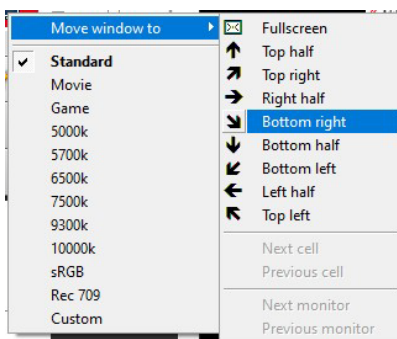 Move window to
Standard
Movie
Game
5000k
5700k
6500k
7500k
9300k
10000k
sRGB
Rec 709
Custom
Fullscreen
Top half
Top right
Right half
Bottom right
Bottom half
Bottom left
Left half
Top left
Next cell
Previous cell
Next monitor
Previous monitor